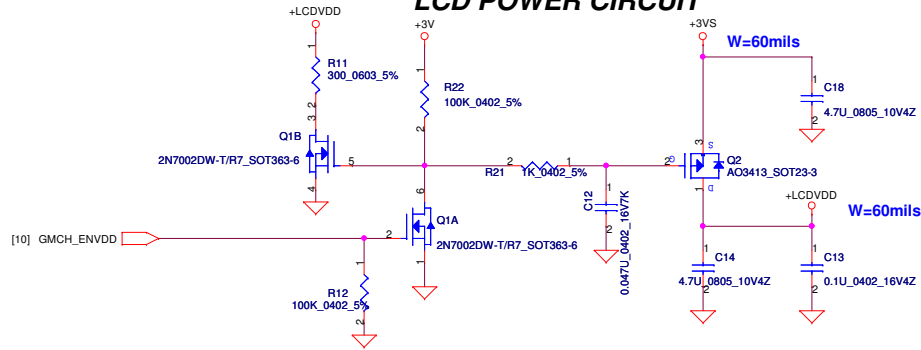 LCD POWER CIRCUIT
+LCDVDD
+3V
+3VS
W=60mils
1
R11
300_0603_5%
2
1
R22
100K_0402_5%
2
1
C18
4.7U_0805_10V4Z
2
3
Q1B
2N7002DW-T/R7_SOT363-6
5
4
2
R21
1
1K_0402_5%
3
S
2
G
Q2
AO3413_SOT23-3
D
1
6
Q1A
2N7002DW-T/R7_SOT363-6
2
1
1
C12
0.047U_0402_16V7K
2
+LCDVDD
W=60mils
[10] GMCH_ENVDD
1
R12
100K_0402_5%
2
1
C14
4.7U_0805_10V4Z
2
1
C13
0.1U_0402_16V4Z
2